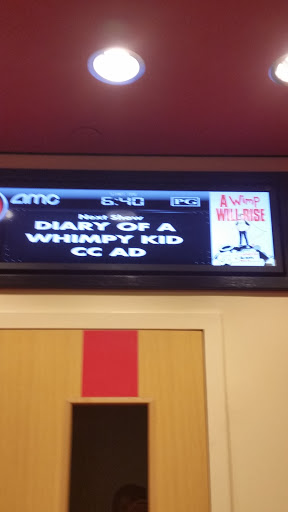 amc
6:40
PG
Next Show
DIARY OF A
WHIMPY KID
CC AD
A Wimp
WILL RISE